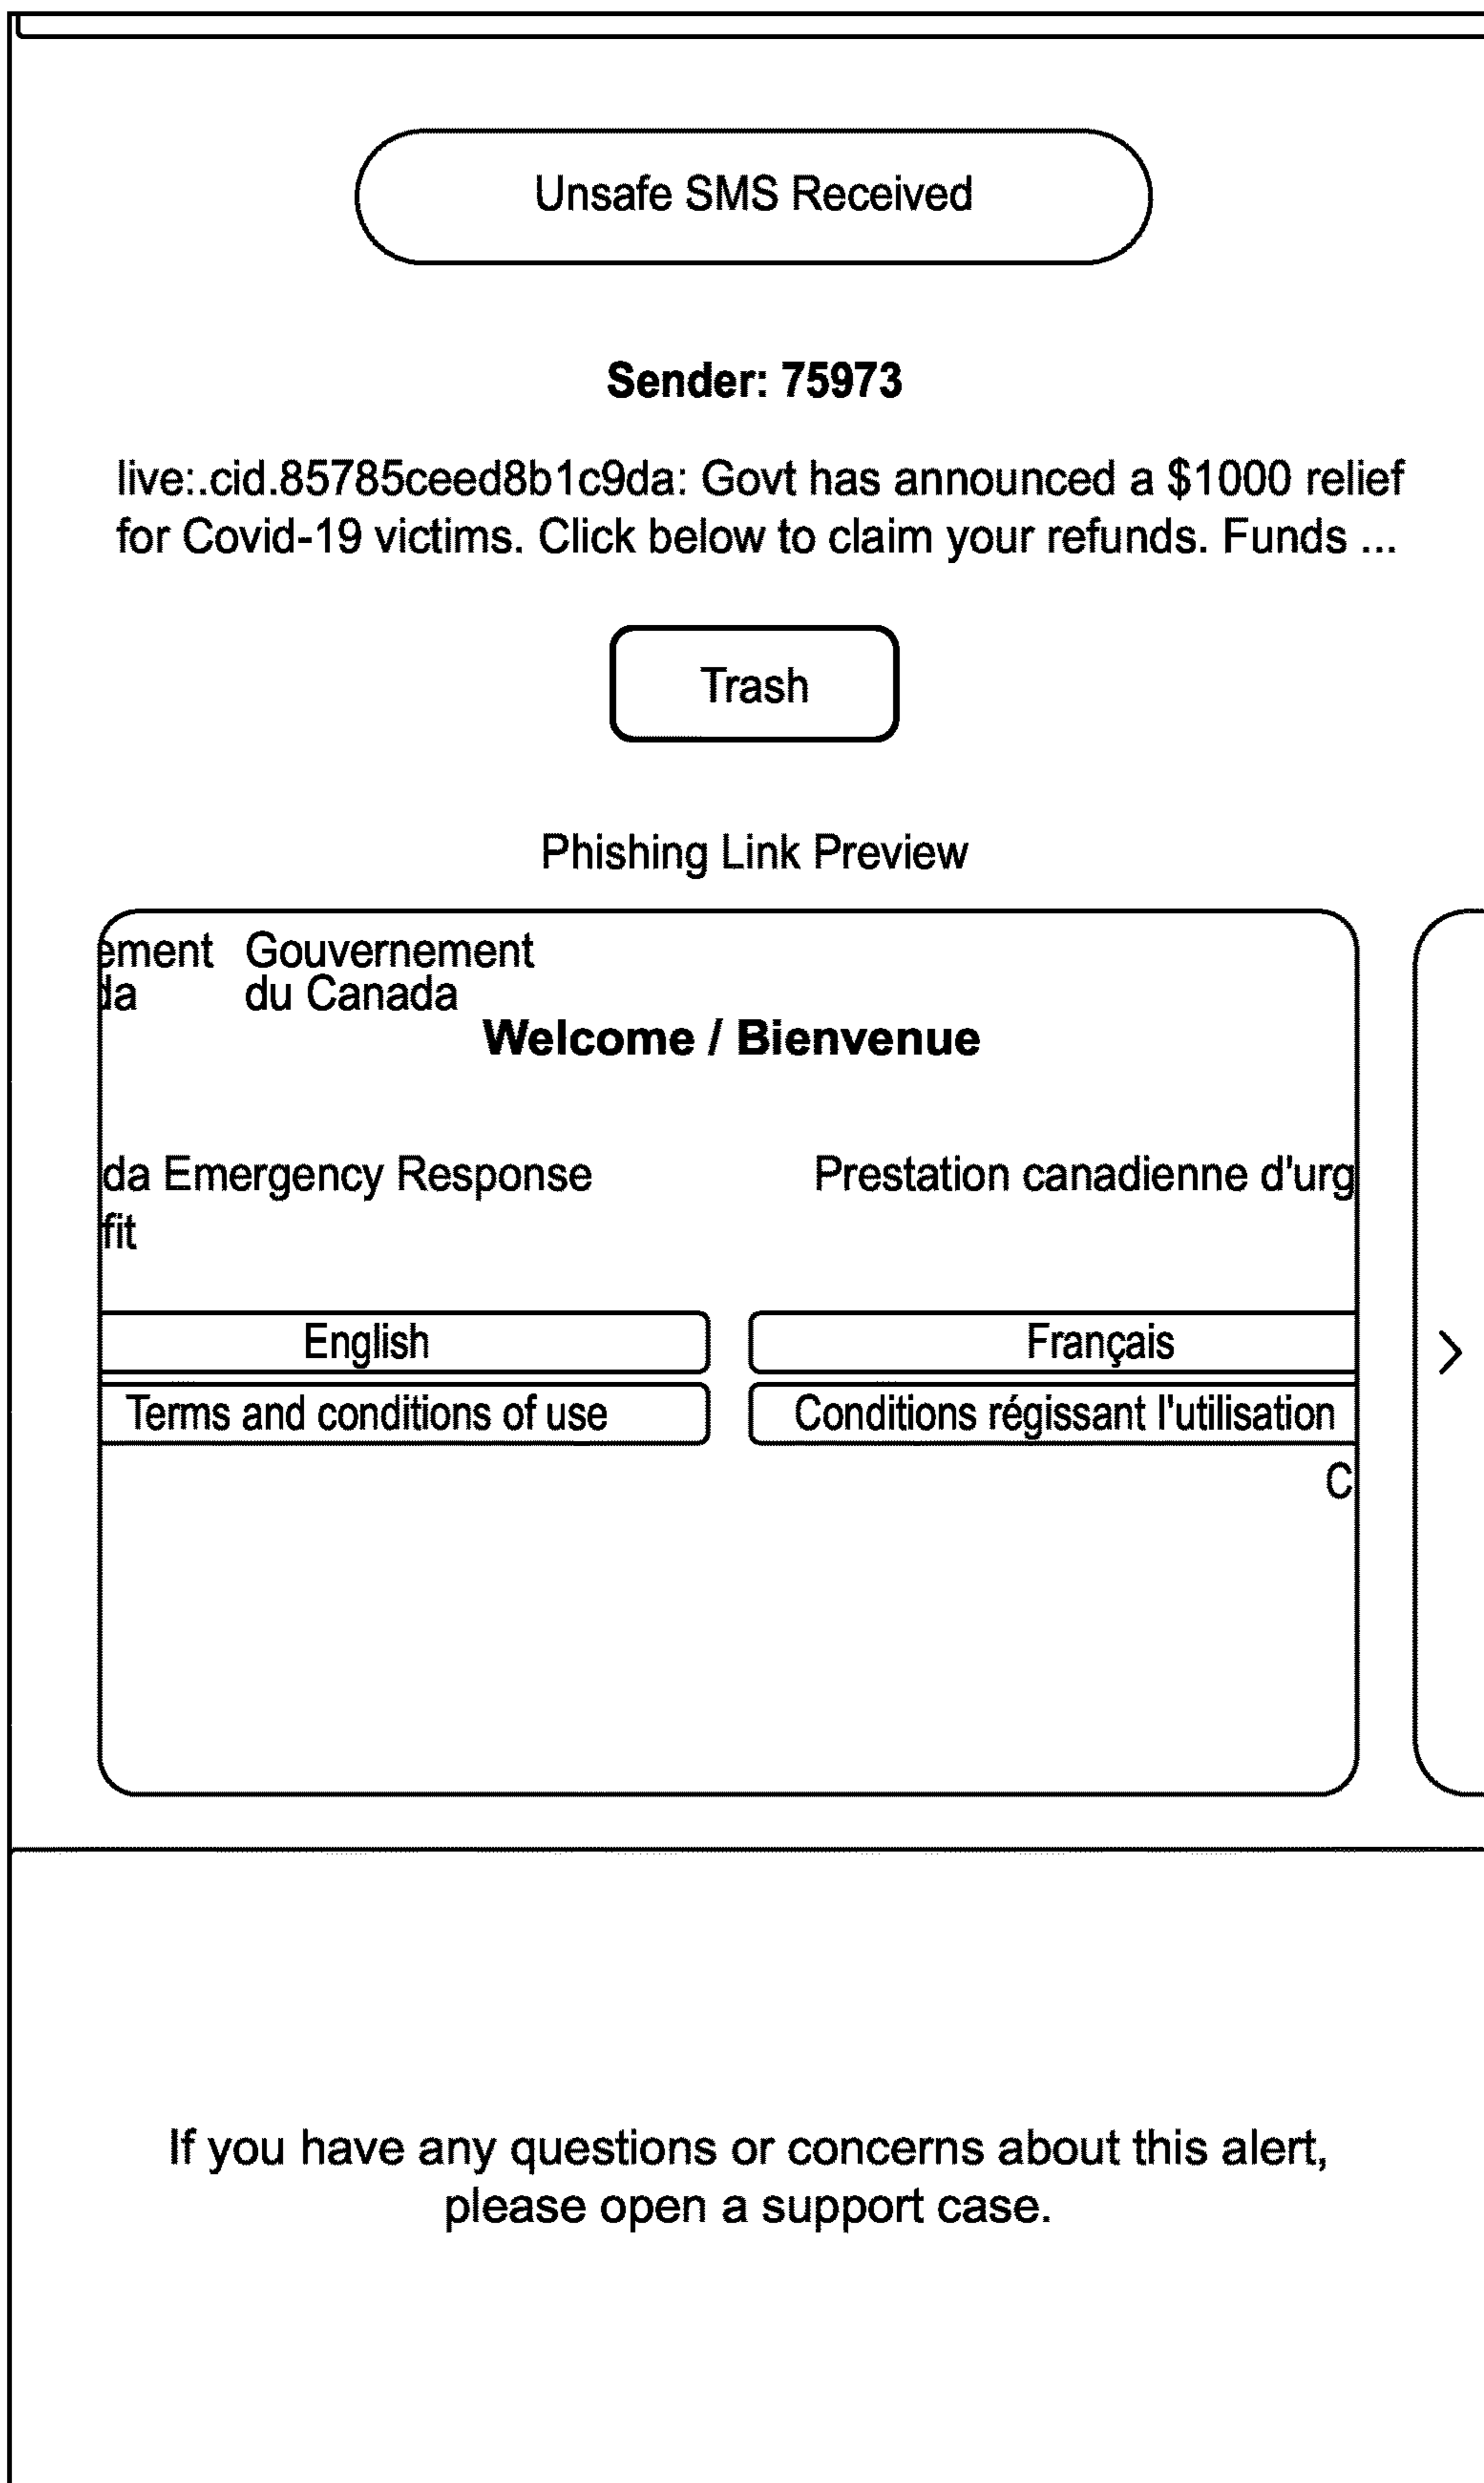 Unsafe SMS Received
Sender: 75973
live:.cid.85785ceed8b1c9da: Govt has announced a $1000 relief
for Covid-19 victims. Click below to claim your refunds. Funds ...
Trash
Phishing Link Preview
ement Gouvernement
da du Canada
Welcome / Bienvenue
da Emergency Response Prestation canadienne d'urg
fit
English Français
Terms and conditions of use Conditions régissant l'utilisation
C
If you have any questions or concerns about this alert,
please open a support case.